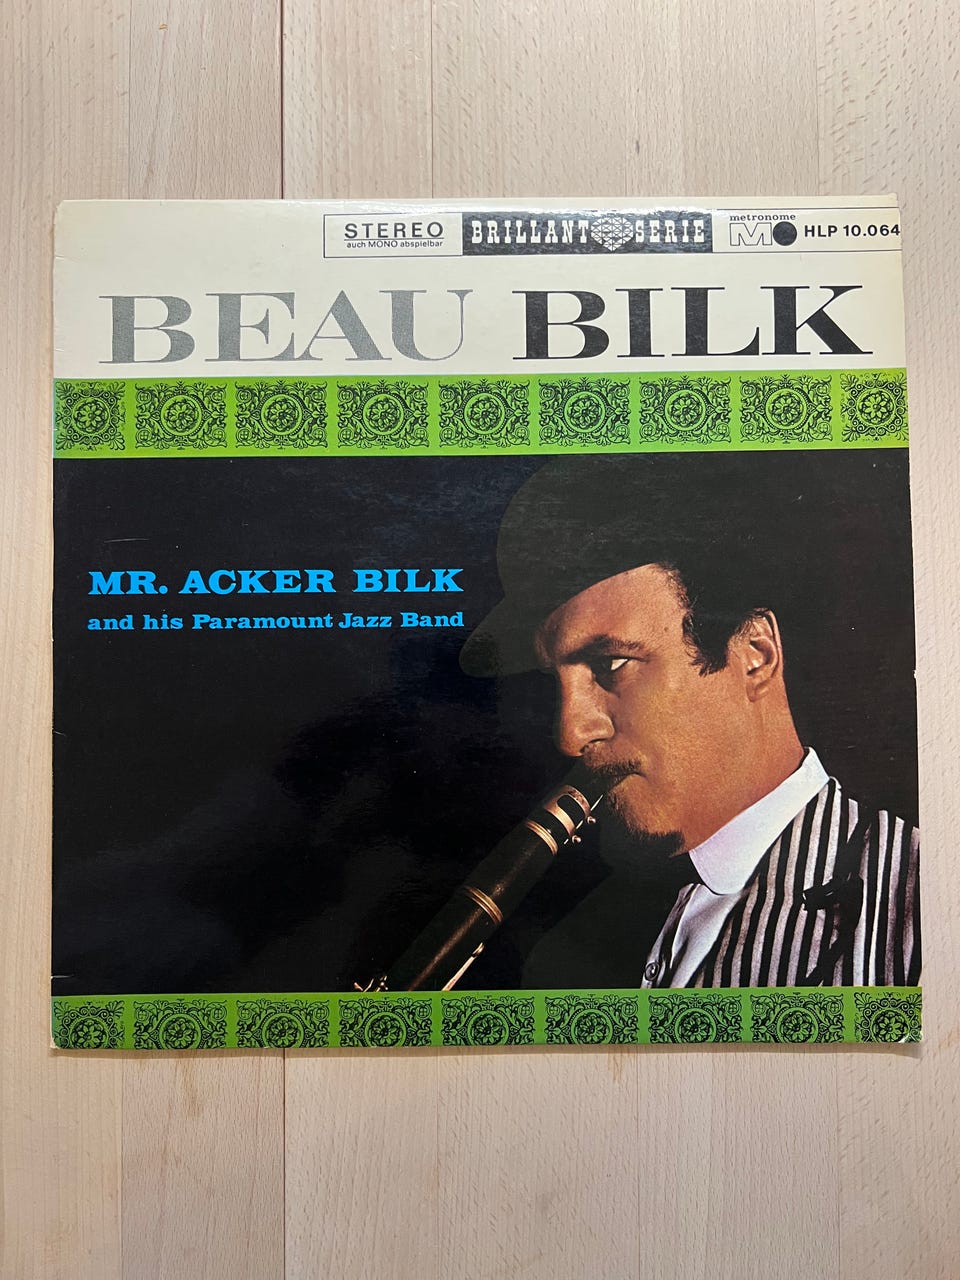 STEREO
auch MONO abspielbar
BRILLANT SERIE
metronome
M
HLP 10.064
BEAU BILK
MR. ACKER BILK
and his Paramount Jazz Band